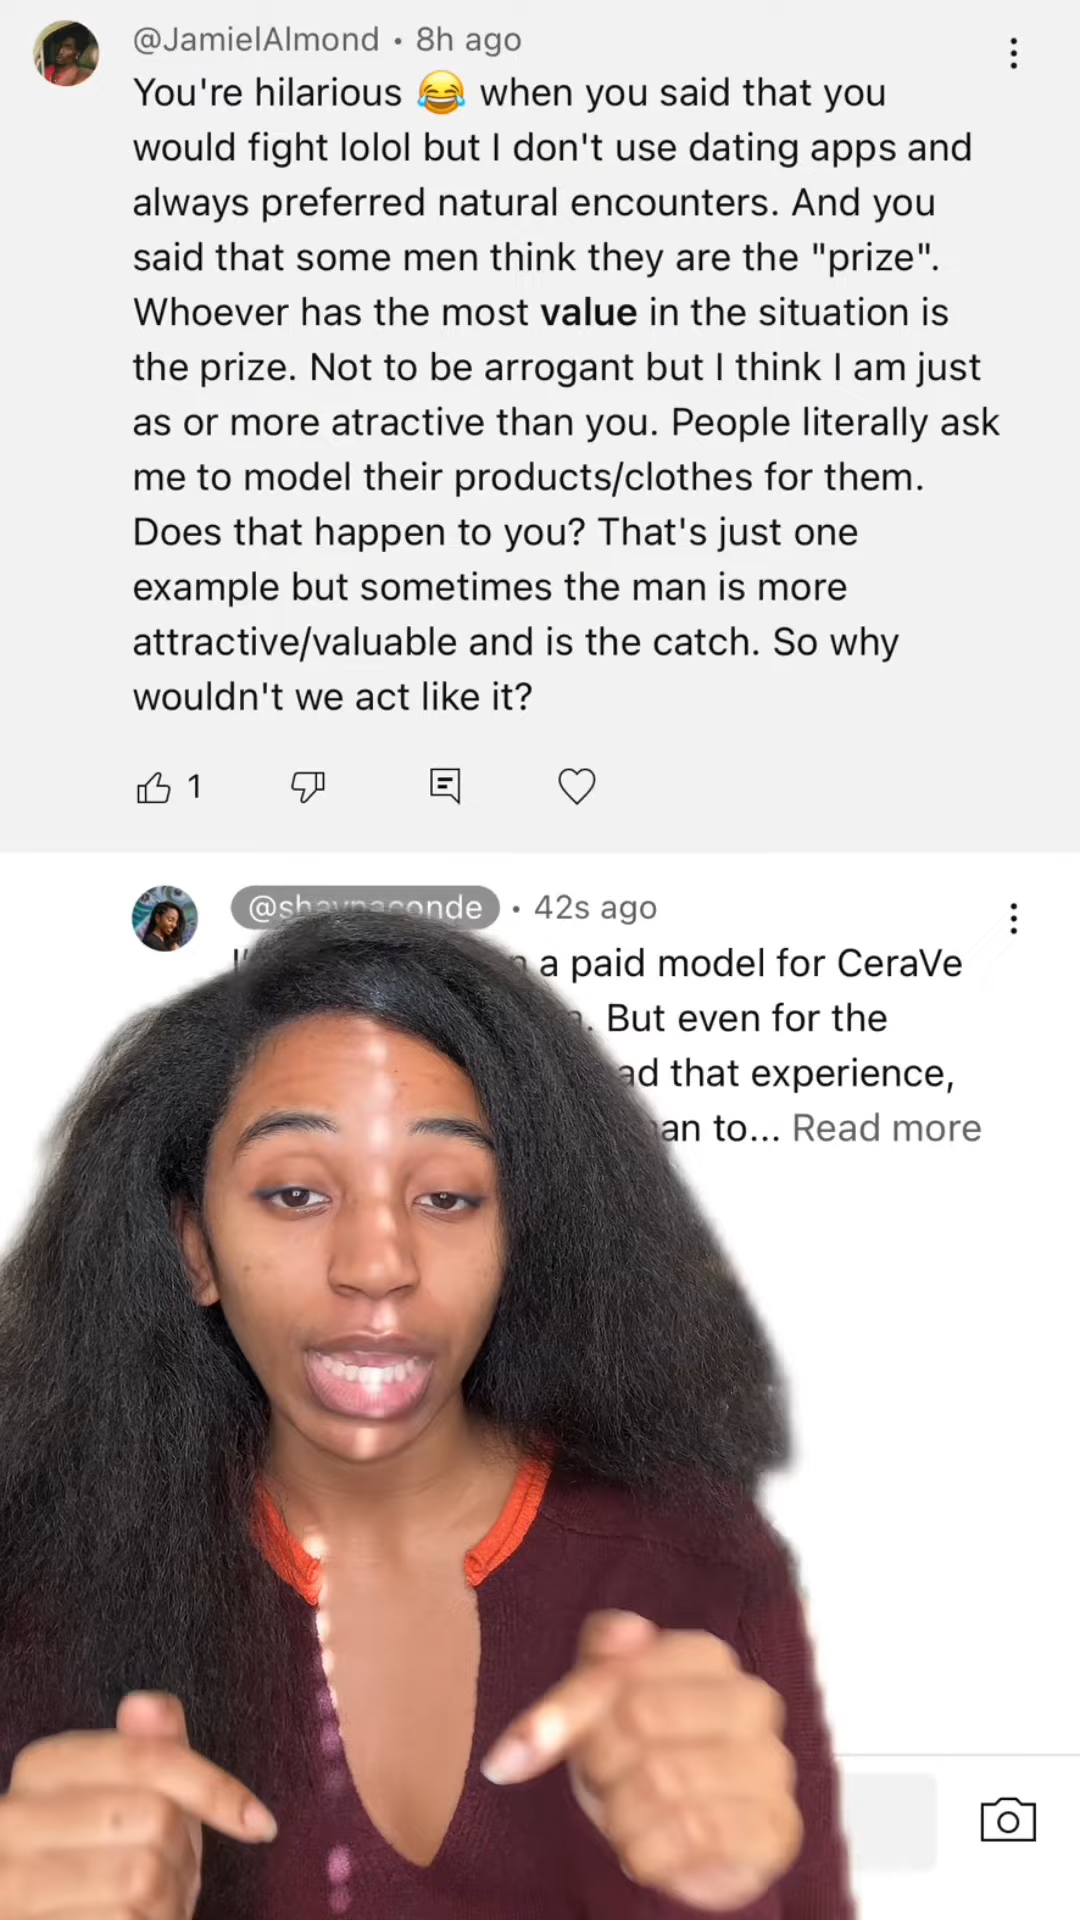 @JamielAlmond • 8h ago
You're hilarious 😂 when you said that you
would fight lolol but I don't use dating apps and
always preferred natural encounters. And you
said that some men think they are the "prize".
Whoever has the most value in the situation is
the prize. Not to be arrogant but I think I am just
as or more atractive than you. People literally ask
me to model their products/clothes for them.
Does that happen to you? That's just one
example but sometimes the man is more
attractive/valuable and is the catch. So why
wouldn't we act like it?
1
@shaynaconde • 42s ago
a paid model for CeraVe
But even for the
that experience,
to... Read more